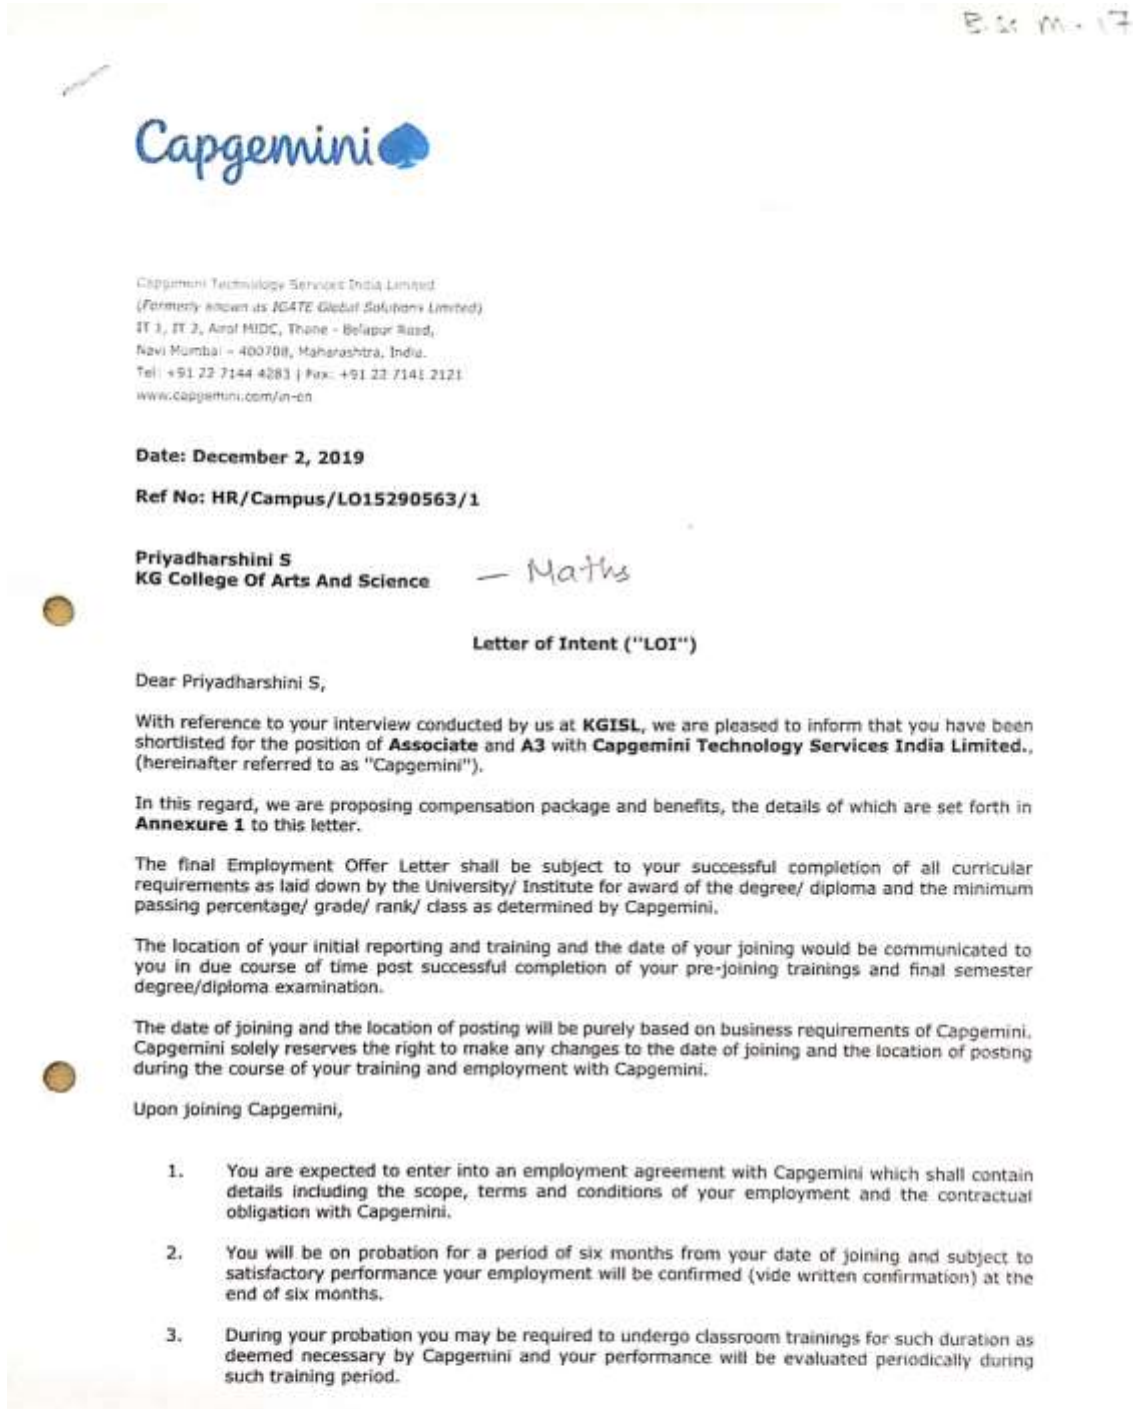 B.Sc M. 17
Capgemini
Capgemini Technology Services India Limited
(Formerly known as IGATE Global Solutions Limited)
IT 1, IT 2, Airol MIDC, Thane - Belapur Road,
Navi Mumbai – 400708, Maharashtra, India.
Tel: +91 22 7144 4283 | Fax: +91 22 7141 2121
www.capgemini.com/in-en
Date: December 2, 2019
Ref No: HR/Campus/LO15290563/1
Priyadharshini S
KG College Of Arts And Science — Maths
Letter of Intent ("LOI")
Dear Priyadharshini S,
With reference to your interview conducted by us at KGISL, we are pleased to inform that you have been
shortlisted for the position of Associate and A3 with Capgemini Technology Services India Limited.,
(hereinafter referred to as "Capgemini").
In this regard, we are proposing compensation package and benefits, the details of which are set forth in
Annexure 1 to this letter.
The final Employment Offer Letter shall be subject to your successful completion of all curricular
requirements as laid down by the University/ Institute for award of the degree/ diploma and the minimum
passing percentage/ grade/ rank/ class as determined by Capgemini.
The location of your initial reporting and training and the date of your joining would be communicated to
you in due course of time post successful completion of your pre-joining trainings and final semester
degree/diploma examination.
The date of joining and the location of posting will be purely based on business requirements of Capgemini.
Capgemini solely reserves the right to make any changes to the date of joining and the location of posting
during the course of your training and employment with Capgemini.
Upon joining Capgemini,
1. You are expected to enter into an employment agreement with Capgemini which shall contain
details including the scope, terms and conditions of your employment and the contractual
obligation with Capgemini.
2. You will be on probation for a period of six months from your date of joining and subject to
satisfactory performance your employment will be confirmed (vide written confirmation) at the
end of six months.
3. During your probation you may be required to undergo classroom trainings for such duration as
deemed necessary by Capgemini and your performance will be evaluated periodically during
such training period.